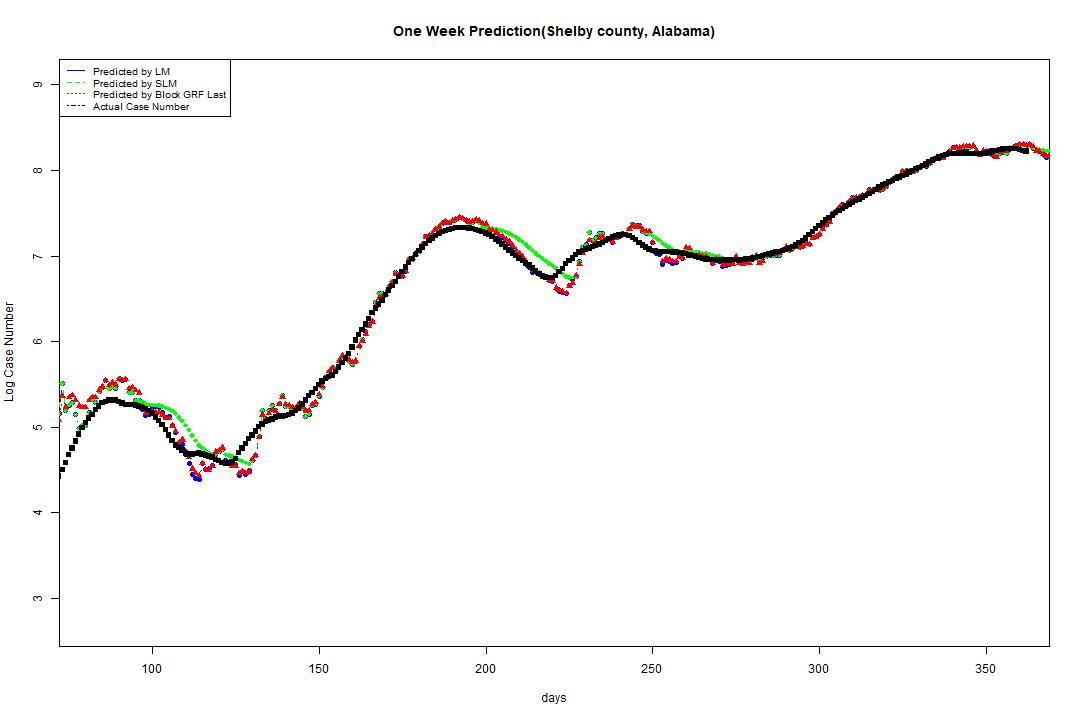 One Week Prediction(Shelby county, Alabama)
Predicted by LM
Predicted by SLM
Predicted by Block GRF Last
Actual Case Number
Log Case Number
9
8
7
6
5
4
3
100 150 200 250 300 350
days